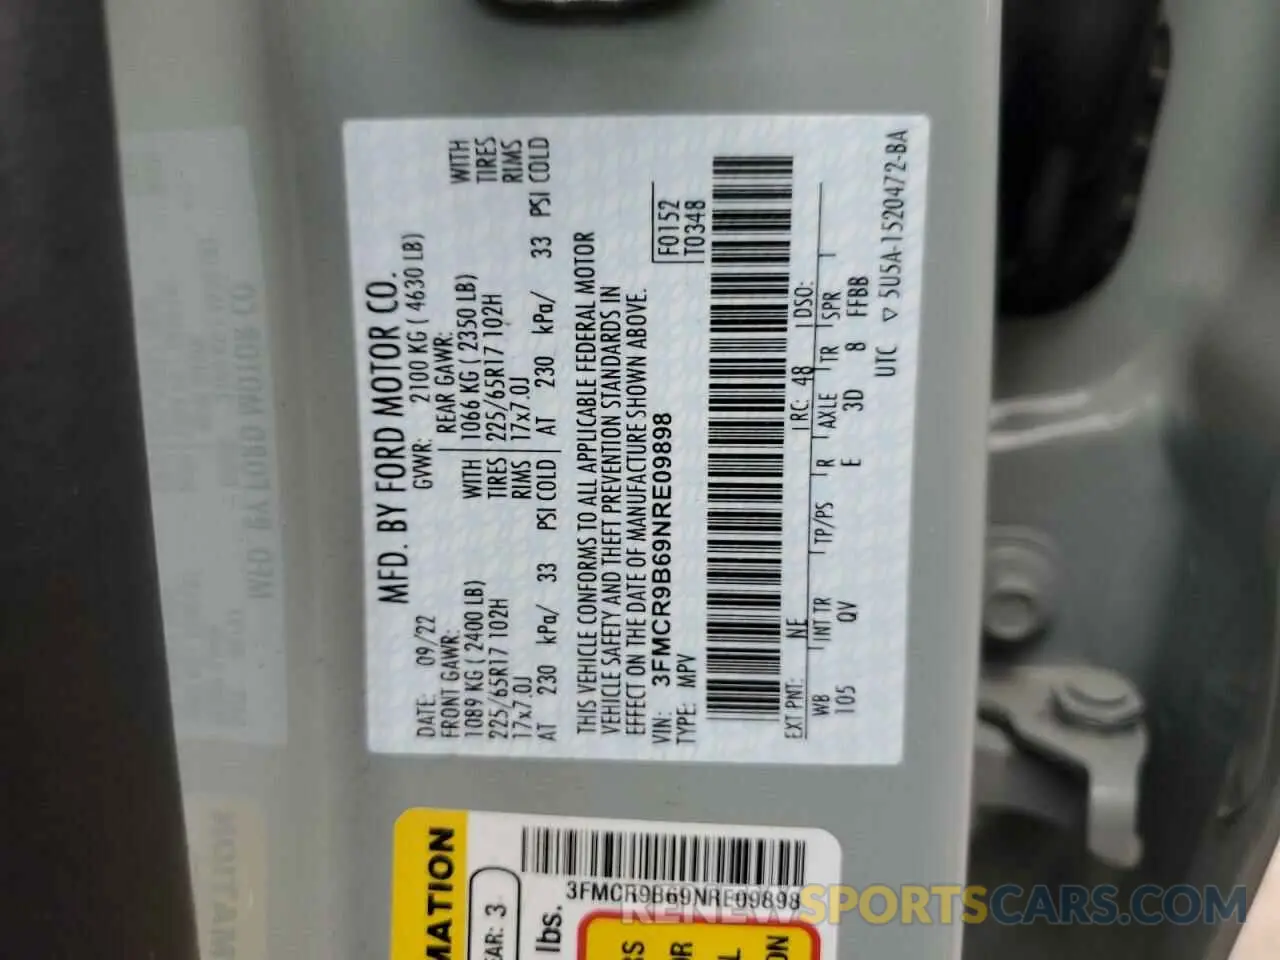 MFD. BY FORD MOTOR CO.
DATE: 09/22 GVWR: 2100 KG ( 4630 LB)
FRONT GAWR: REAR GAWR:
1089 KG ( 2400 LB) WITH 1066 KG ( 2350 LB) WITH
225/65R17 102H TIRES 225/65R17 102H TIRES
17x7.0J RIMS 17x7.0J RIMS
AT 230 kPa/ 33 PSI COLD AT 230 kPa/ 33 PSI COLD
THIS VEHICLE CONFORMS TO ALL APPLICABLE FEDERAL MOTOR
VEHICLE SAFETY AND THEFT PREVENTION STANDARDS IN
EFFECT ON THE DATE OF MANUFACTURE SHOWN ABOVE.
VIN: 3FMCR9B69NRE09898 F0152
TYPE: MPV T0348
EXT PNT: NE RC: 48 DSO:
WB INT TR TP/PS R AXLE TR SPR
105 QV E 3D 8 FFBB
UTC ▽ 5U5A-1520472-BA
MATION
EAR: 3
3FMCR9B69NRE09898
lbs.
RENEWSPORTSCARS.COM